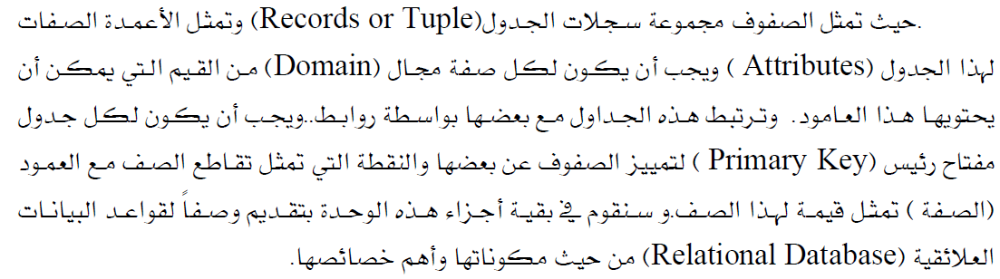 .حيث تمثل الصفوف مجموعة سجلات الجدول(Records or Tuple) وتمثل الأعمدة الصفات
لهذا الجدول (Attributes ) ويجب أن يكون لكل صفة مجال (Domain) من القيم التي يمكن أن
يحتويها هذا العامود. وترتبط هذه الجداول مع بعضها بواسطة روابط..ويجب أن يكون لكل جدول
مفتاح رئيس (Primary Key ) لتمييز الصفوف عن بعضها والنقطة التي تمثل تقاطع الصف مع العمود
(الصفة ) تمثل قيمة لهذا الصف.و سنقوم في بقية أجزاء هذه الوحدة بتقديم وصفاً لقواعد البيانات
العلائقية (Relational Database) من حيث مكوناتها وأهم خصائصها.